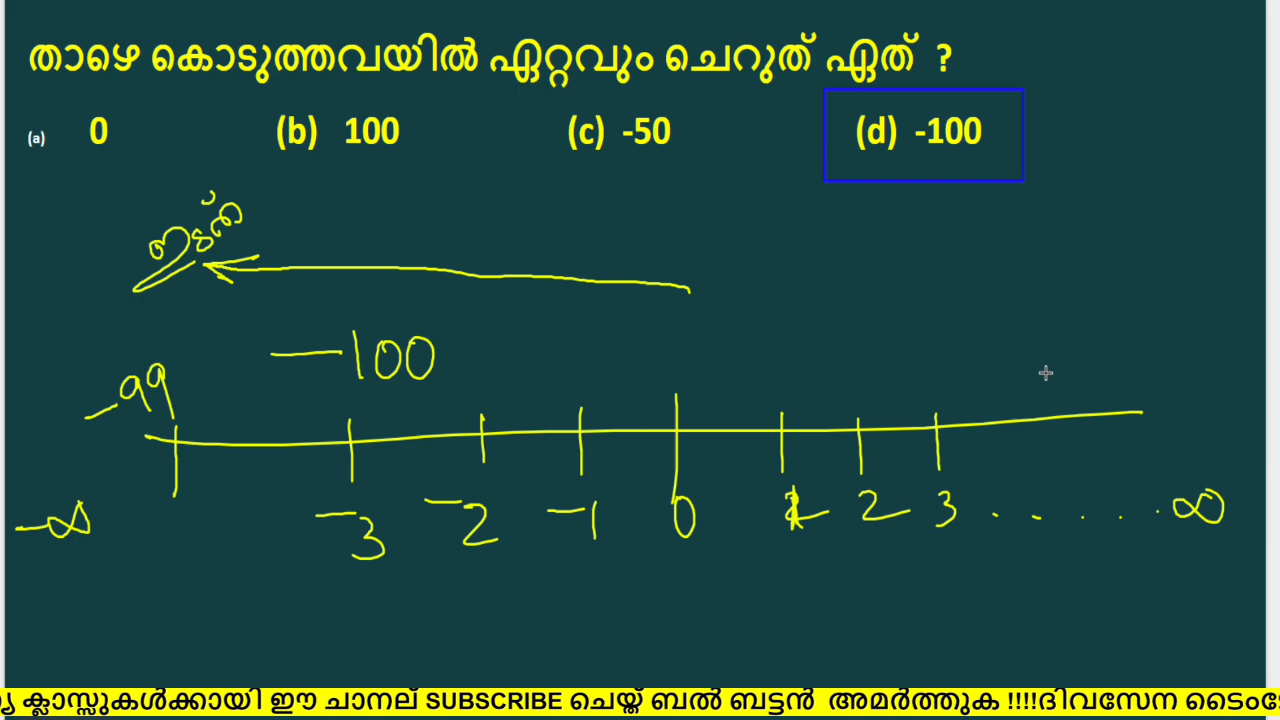 താഴെ കൊടുത്തവയിൽ ഏറ്റവും ചെറുത് ഏത് ?
(a) 0 (b) 100 (c) -50 (d) -100
-100
-99
-∞ -3 -2 -1 0 1 2 3 . . . . . ∞
ക്ലാസ്സുകൾക്കായി ഈ ചാനല് SUBSCRIBE ചെയ്ത് ബൽ ബട്ടൻ അമർത്തുക !!!!ദിവസേന